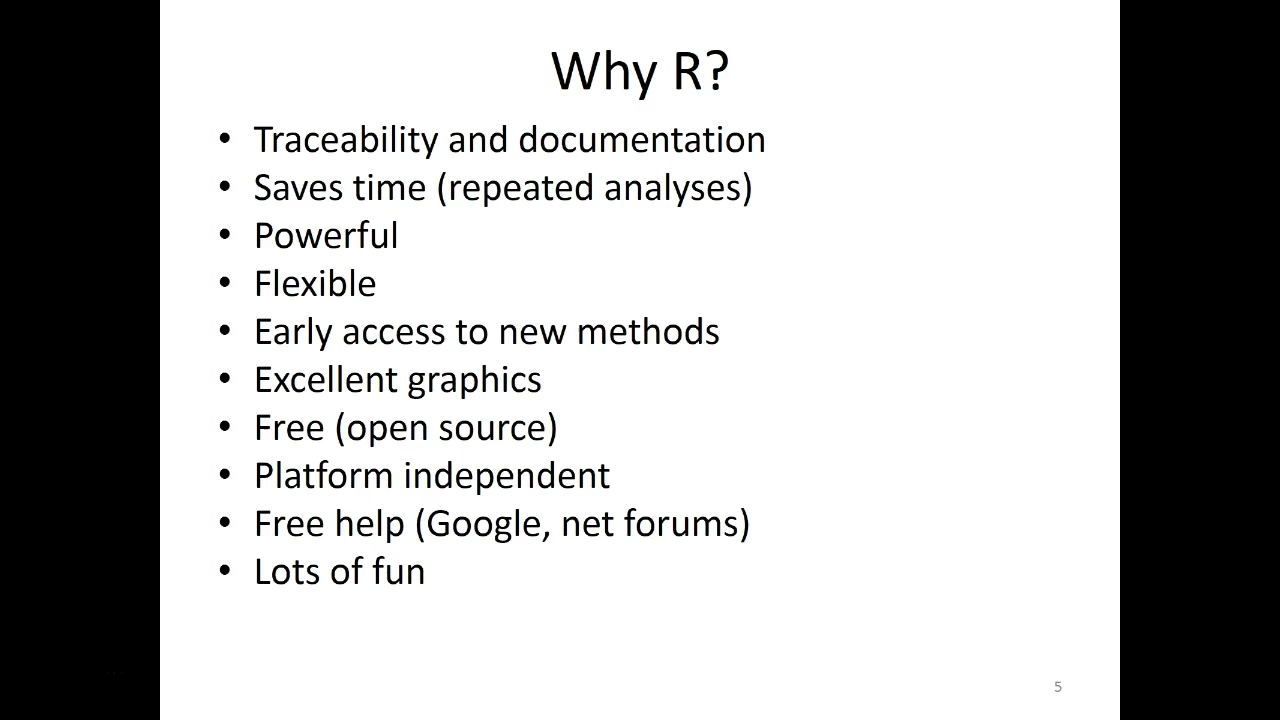 Why R?
• Traceability and documentation
• Saves time (repeated analyses)
• Powerful
• Flexible
• Early access to new methods
• Excellent graphics
• Free (open source)
• Platform independent
• Free help (Google, net forums)
• Lots of fun
5